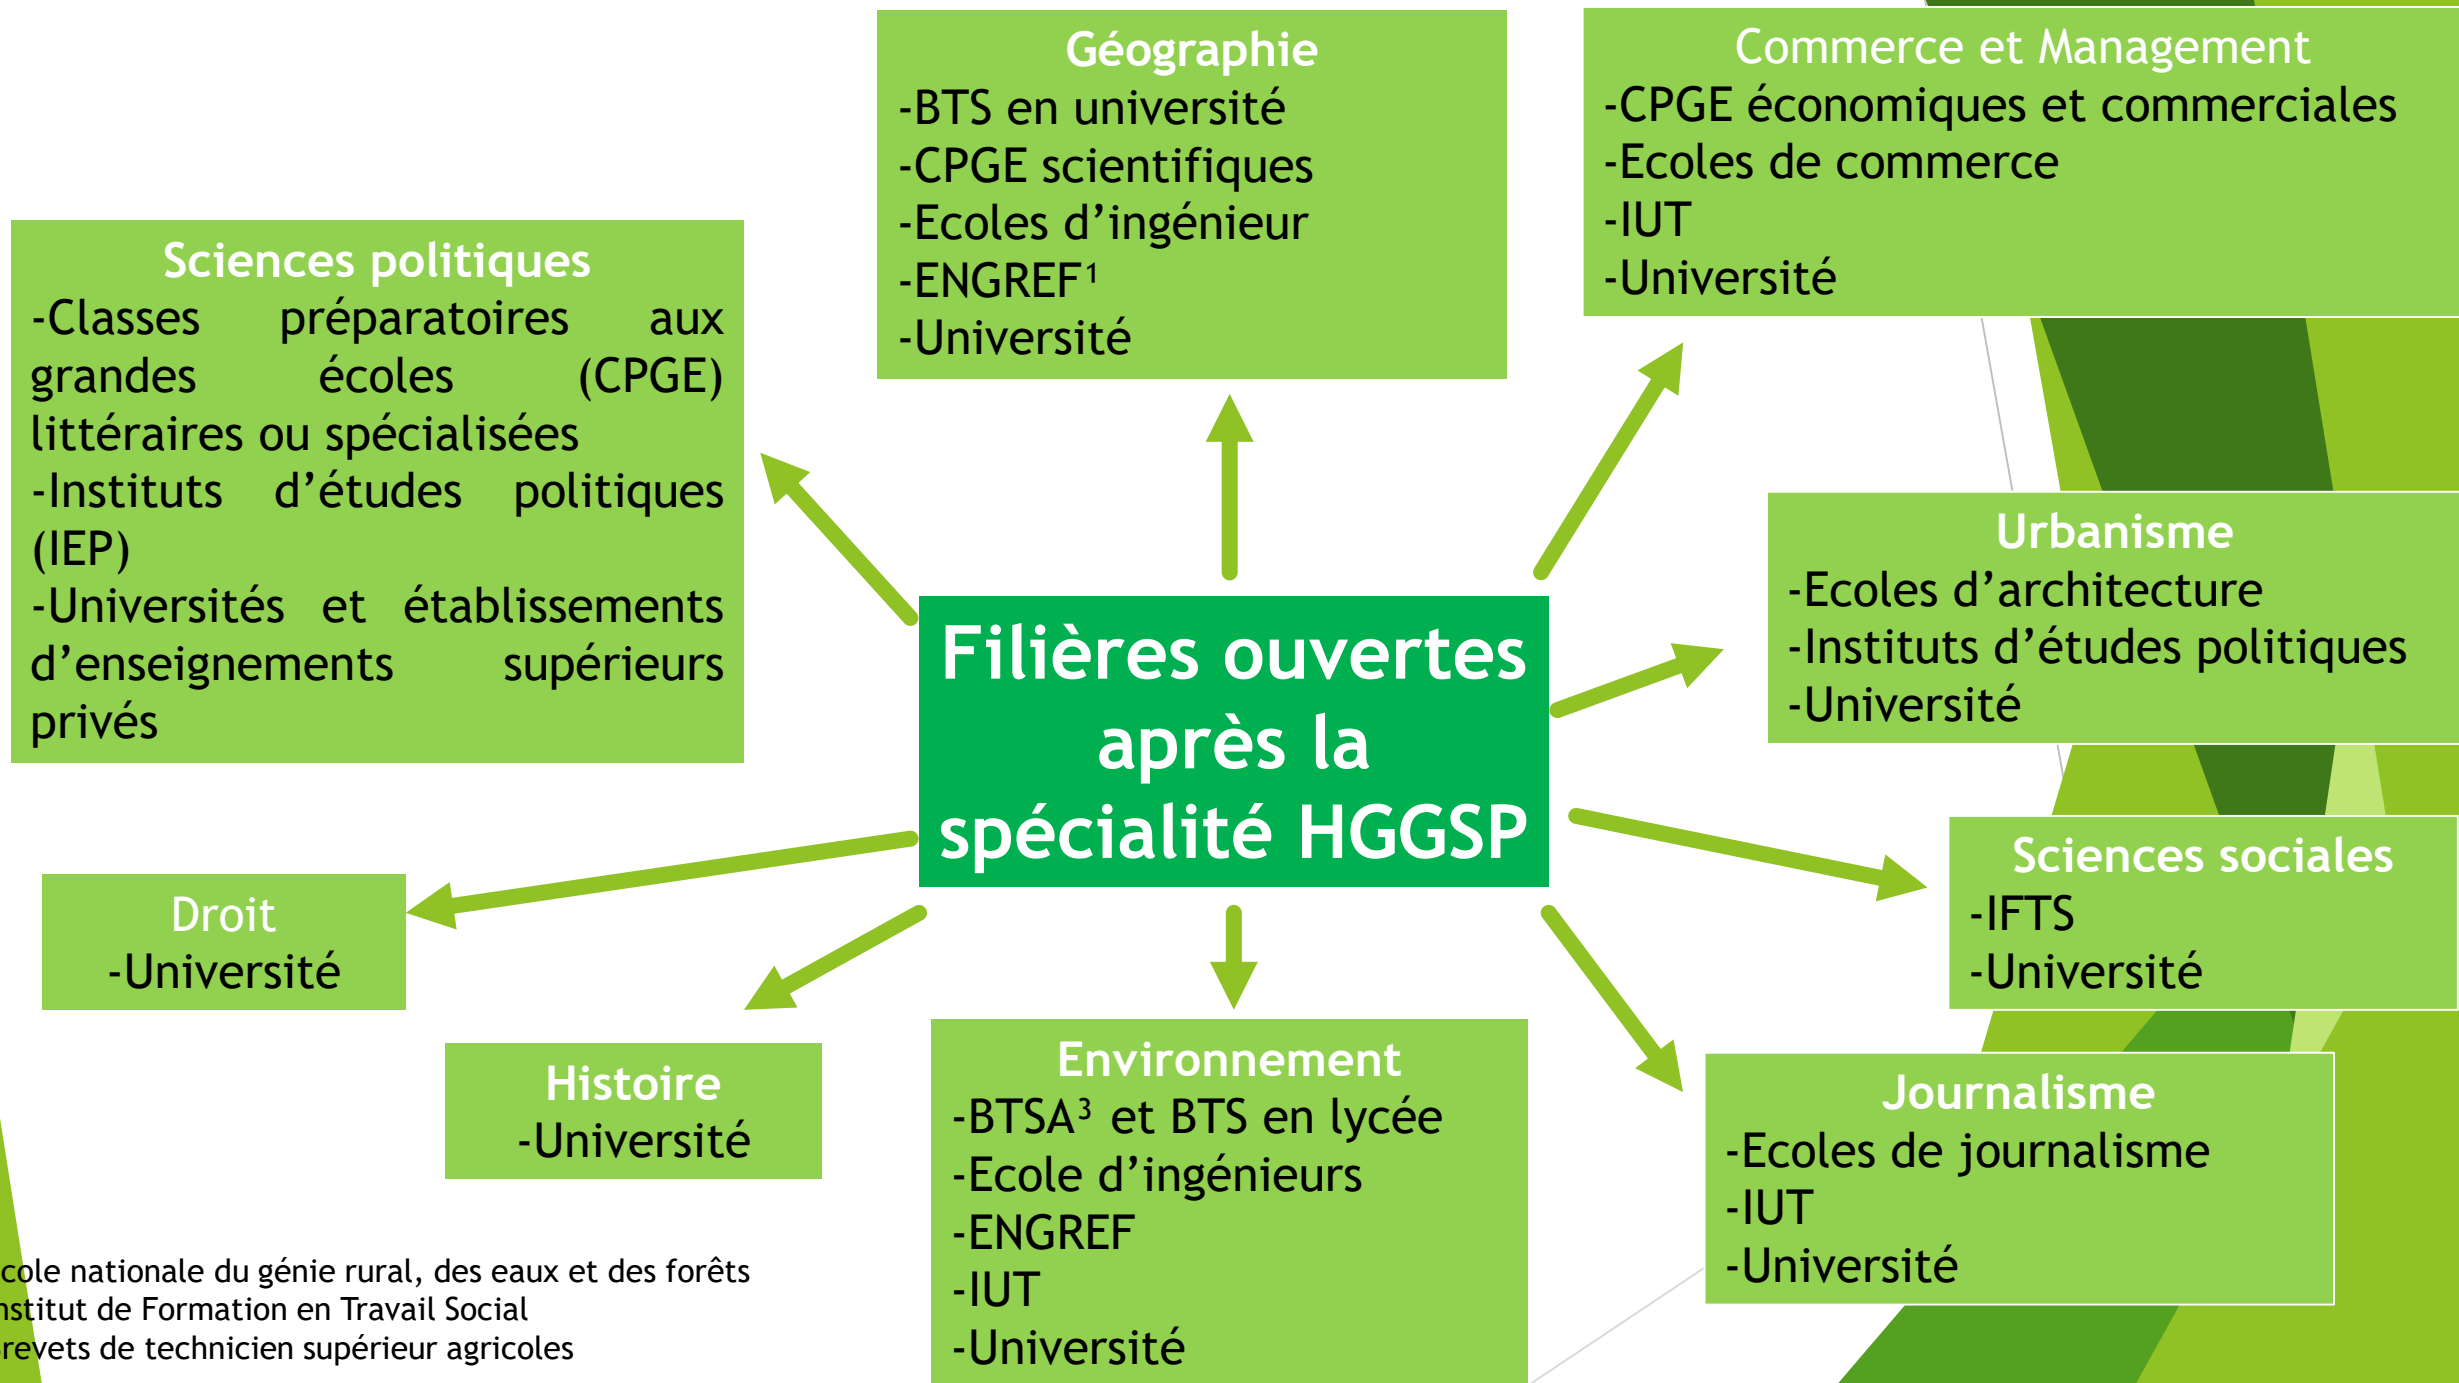 Géographie
-BTS en université
-CPGE scientifiques
-Ecoles d’ingénieur
-ENGREF¹
-Université
Commerce et Management
-CPGE économiques et commerciales
-Ecoles de commerce
-IUT
-Université
Sciences politiques
-Classes préparatoires aux
grandes écoles (CPGE)
littéraires ou spécialisées
-Instituts d’études politiques
(IEP)
-Universités et établissements
d’enseignements supérieurs
privés
Urbanisme
-Ecoles d’architecture
-Instituts d’études politiques
-Université
Filières ouvertes
après la
spécialité HGGSP
Sciences sociales
-IFTS
-Université
Droit
-Université
Histoire
-Université
Environnement
-BTSA³ et BTS en lycée
-Ecole d’ingénieurs
-ENGREF
-IUT
-Université
Journalisme
-Ecoles de journalisme
-IUT
-Université
cole nationale du génie rural, des eaux et des forêts
nstitut de Formation en Travail Social
revets de technicien supérieur agricoles